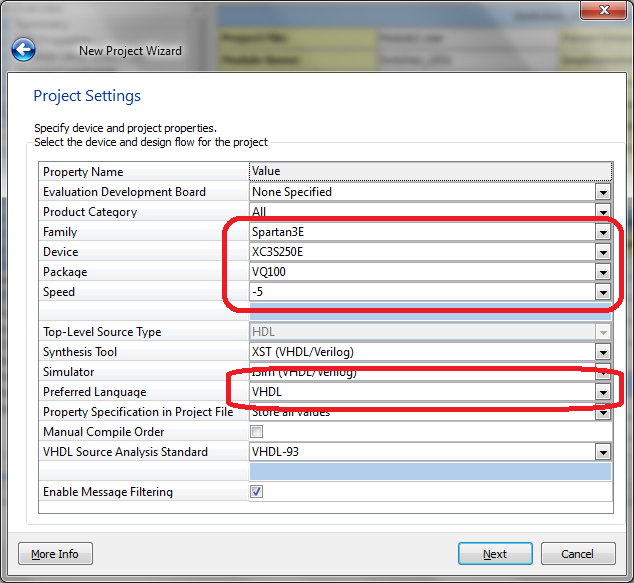 New Project Wizard
Project Settings
Specify device and project properties.
Select the device and design flow for the project
Property Name Value
Evaluation Development Board None Specified
Product Category All
Family Spartan3E
Device XC3S250E
Package VQ100
Speed -5
Top-Level Source Type HDL
Synthesis Tool XST (VHDL/Verilog)
Simulator ISim (VHDL/Verilog)
Preferred Language VHDL
Property Specification in Project File Store all values
Manual Compile Order
VHDL Source Analysis Standard VHDL-93
Enable Message Filtering
More Info Next Cancel